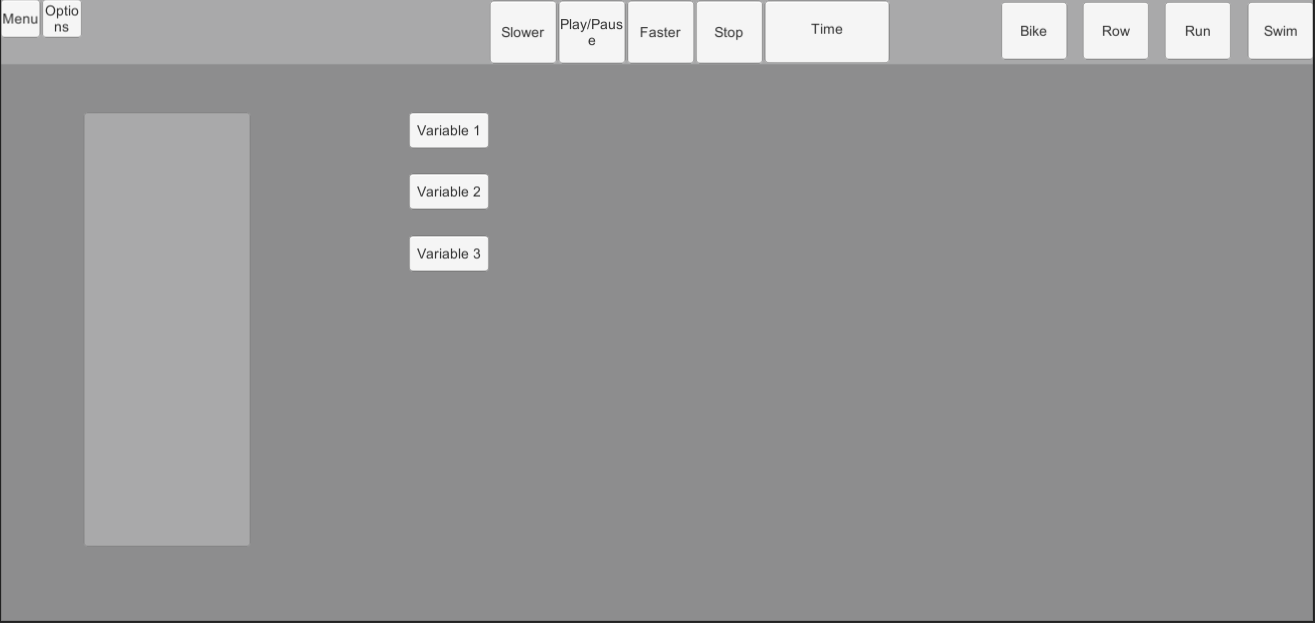 Menu
Optio
ns
Slower
Play/Paus
e
Faster
Stop
Time
Bike
Row
Run
Swim
Variable 1
Variable 2
Variable 3